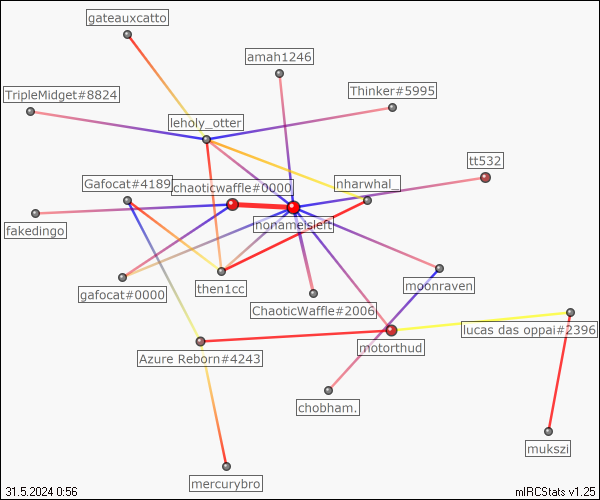 gateauxcatto
amah1246
TripleMidget#8824
Thinker#5995
leholy_otter
tt532
Gafocat#4189
chaoticwaffle#0000
nharwhal_
nonameisleft
fakedingo
gafocat#0000
then1cc
moonraven
ChaoticWaffle#2006
lucas das oppai#2396
motorthud
Azure Reborn#4243
chobham.
mukszi
mercurybro
31.5.2024 0:56
mIRCStats v1.25